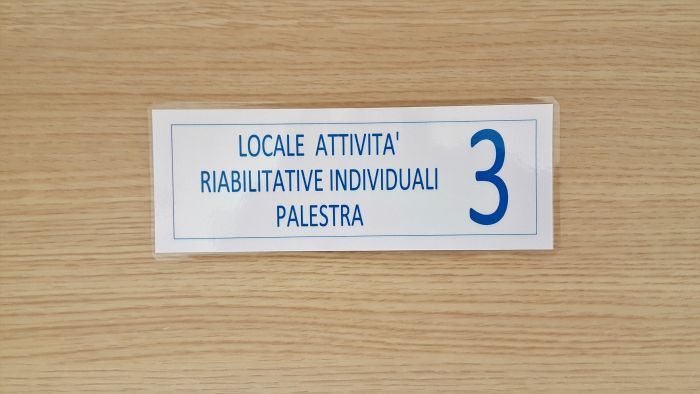 LOCALE ATTIVITA'
RIABILITATIVE INDIVIDUALI
PALESTRA
3